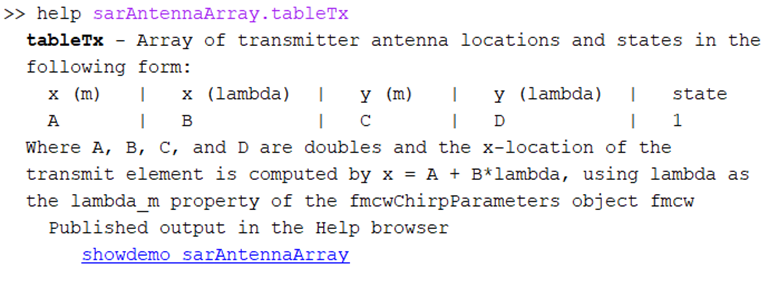 >> help sarAntennaArray.tableTx
tableTx - Array of transmitter antenna locations and states in the
following form:
x (m) | x (lambda) | y (m) | y (lambda) | state
A | B | C | D | 1
Where A, B, C, and D are doubles and the x-location of the
transmit element is computed by x = A + B*lambda, using lambda as
the lambda_m property of the fmcwChirpParameters object fmcw
Published output in the Help browser
showdemo sarAntennaArray